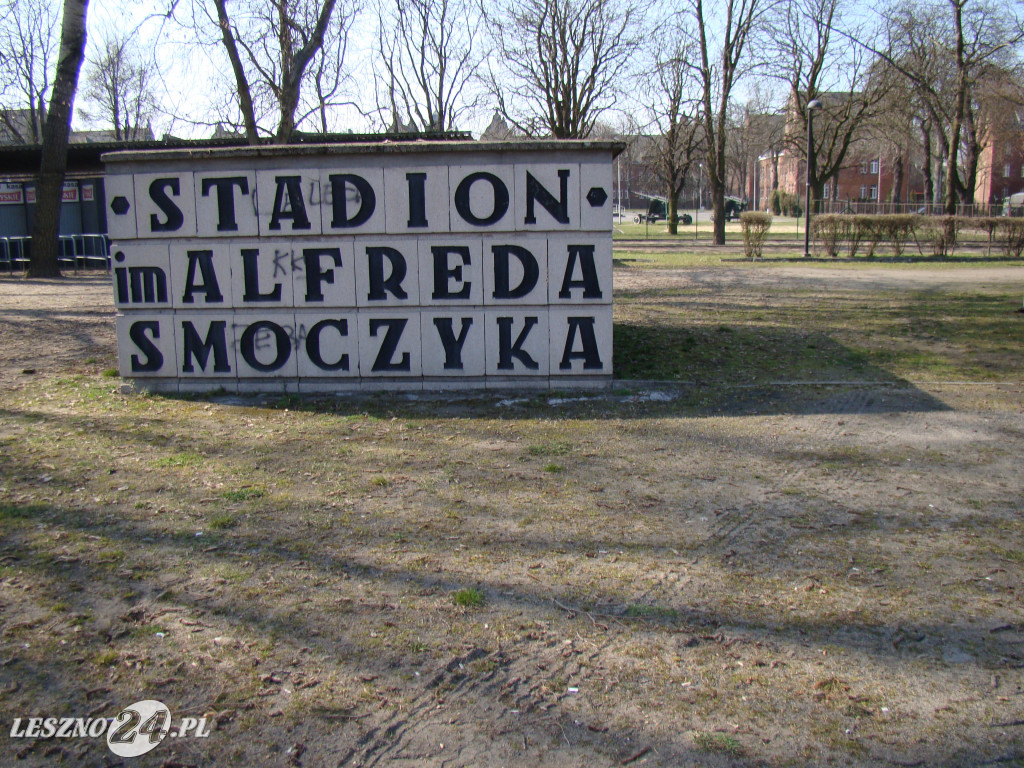 STADION
im ALFREDA
SMOCZYKA
LESZNO24.PL